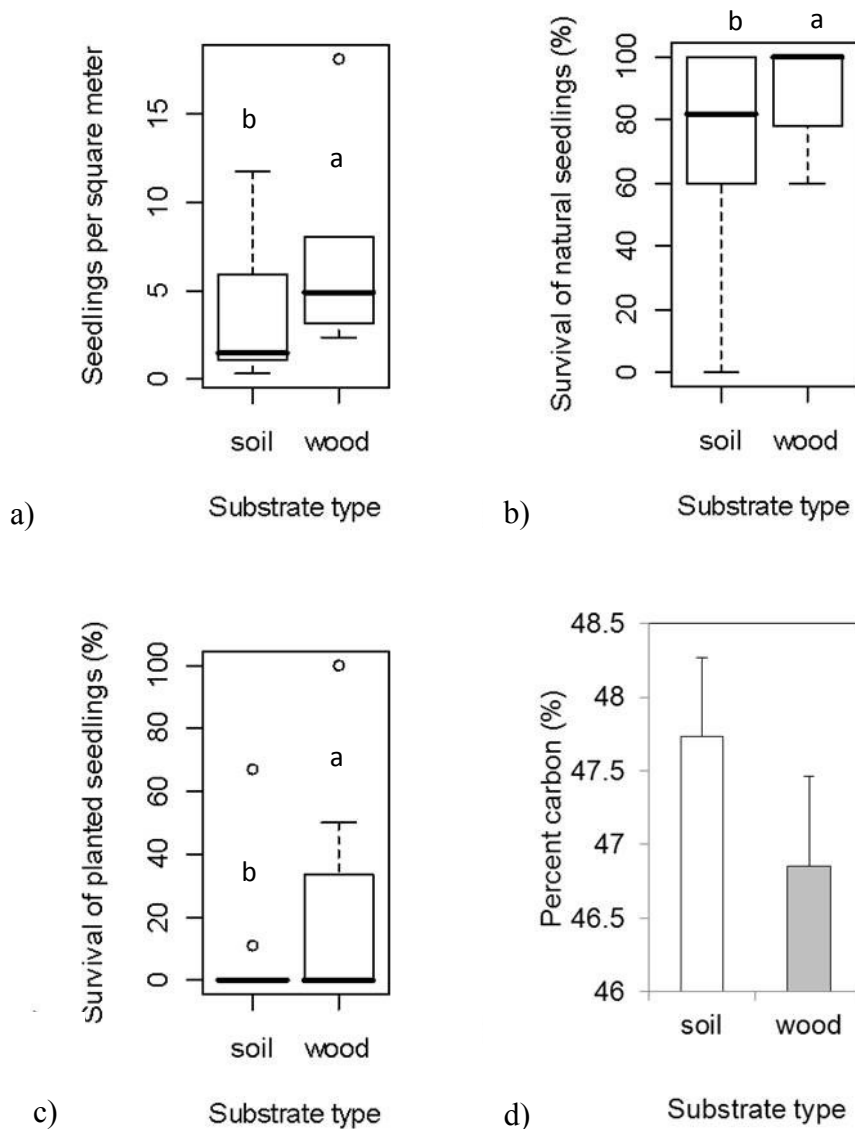 Seedlings per square meter
15
10
5
0
b
a
soil wood
Substrate type
a)
Survival of natural seedlings (%)
100
80
60
40
20
0
b a
soil wood
Substrate type
b)
Survival of planted seedlings (%)
100
80
60
40
20
0
b
a
soil wood
Substrate type
c)
Percent carbon (%)
48.5
48
47.5
47
46.5
46
soil wood
Substrate type
d)